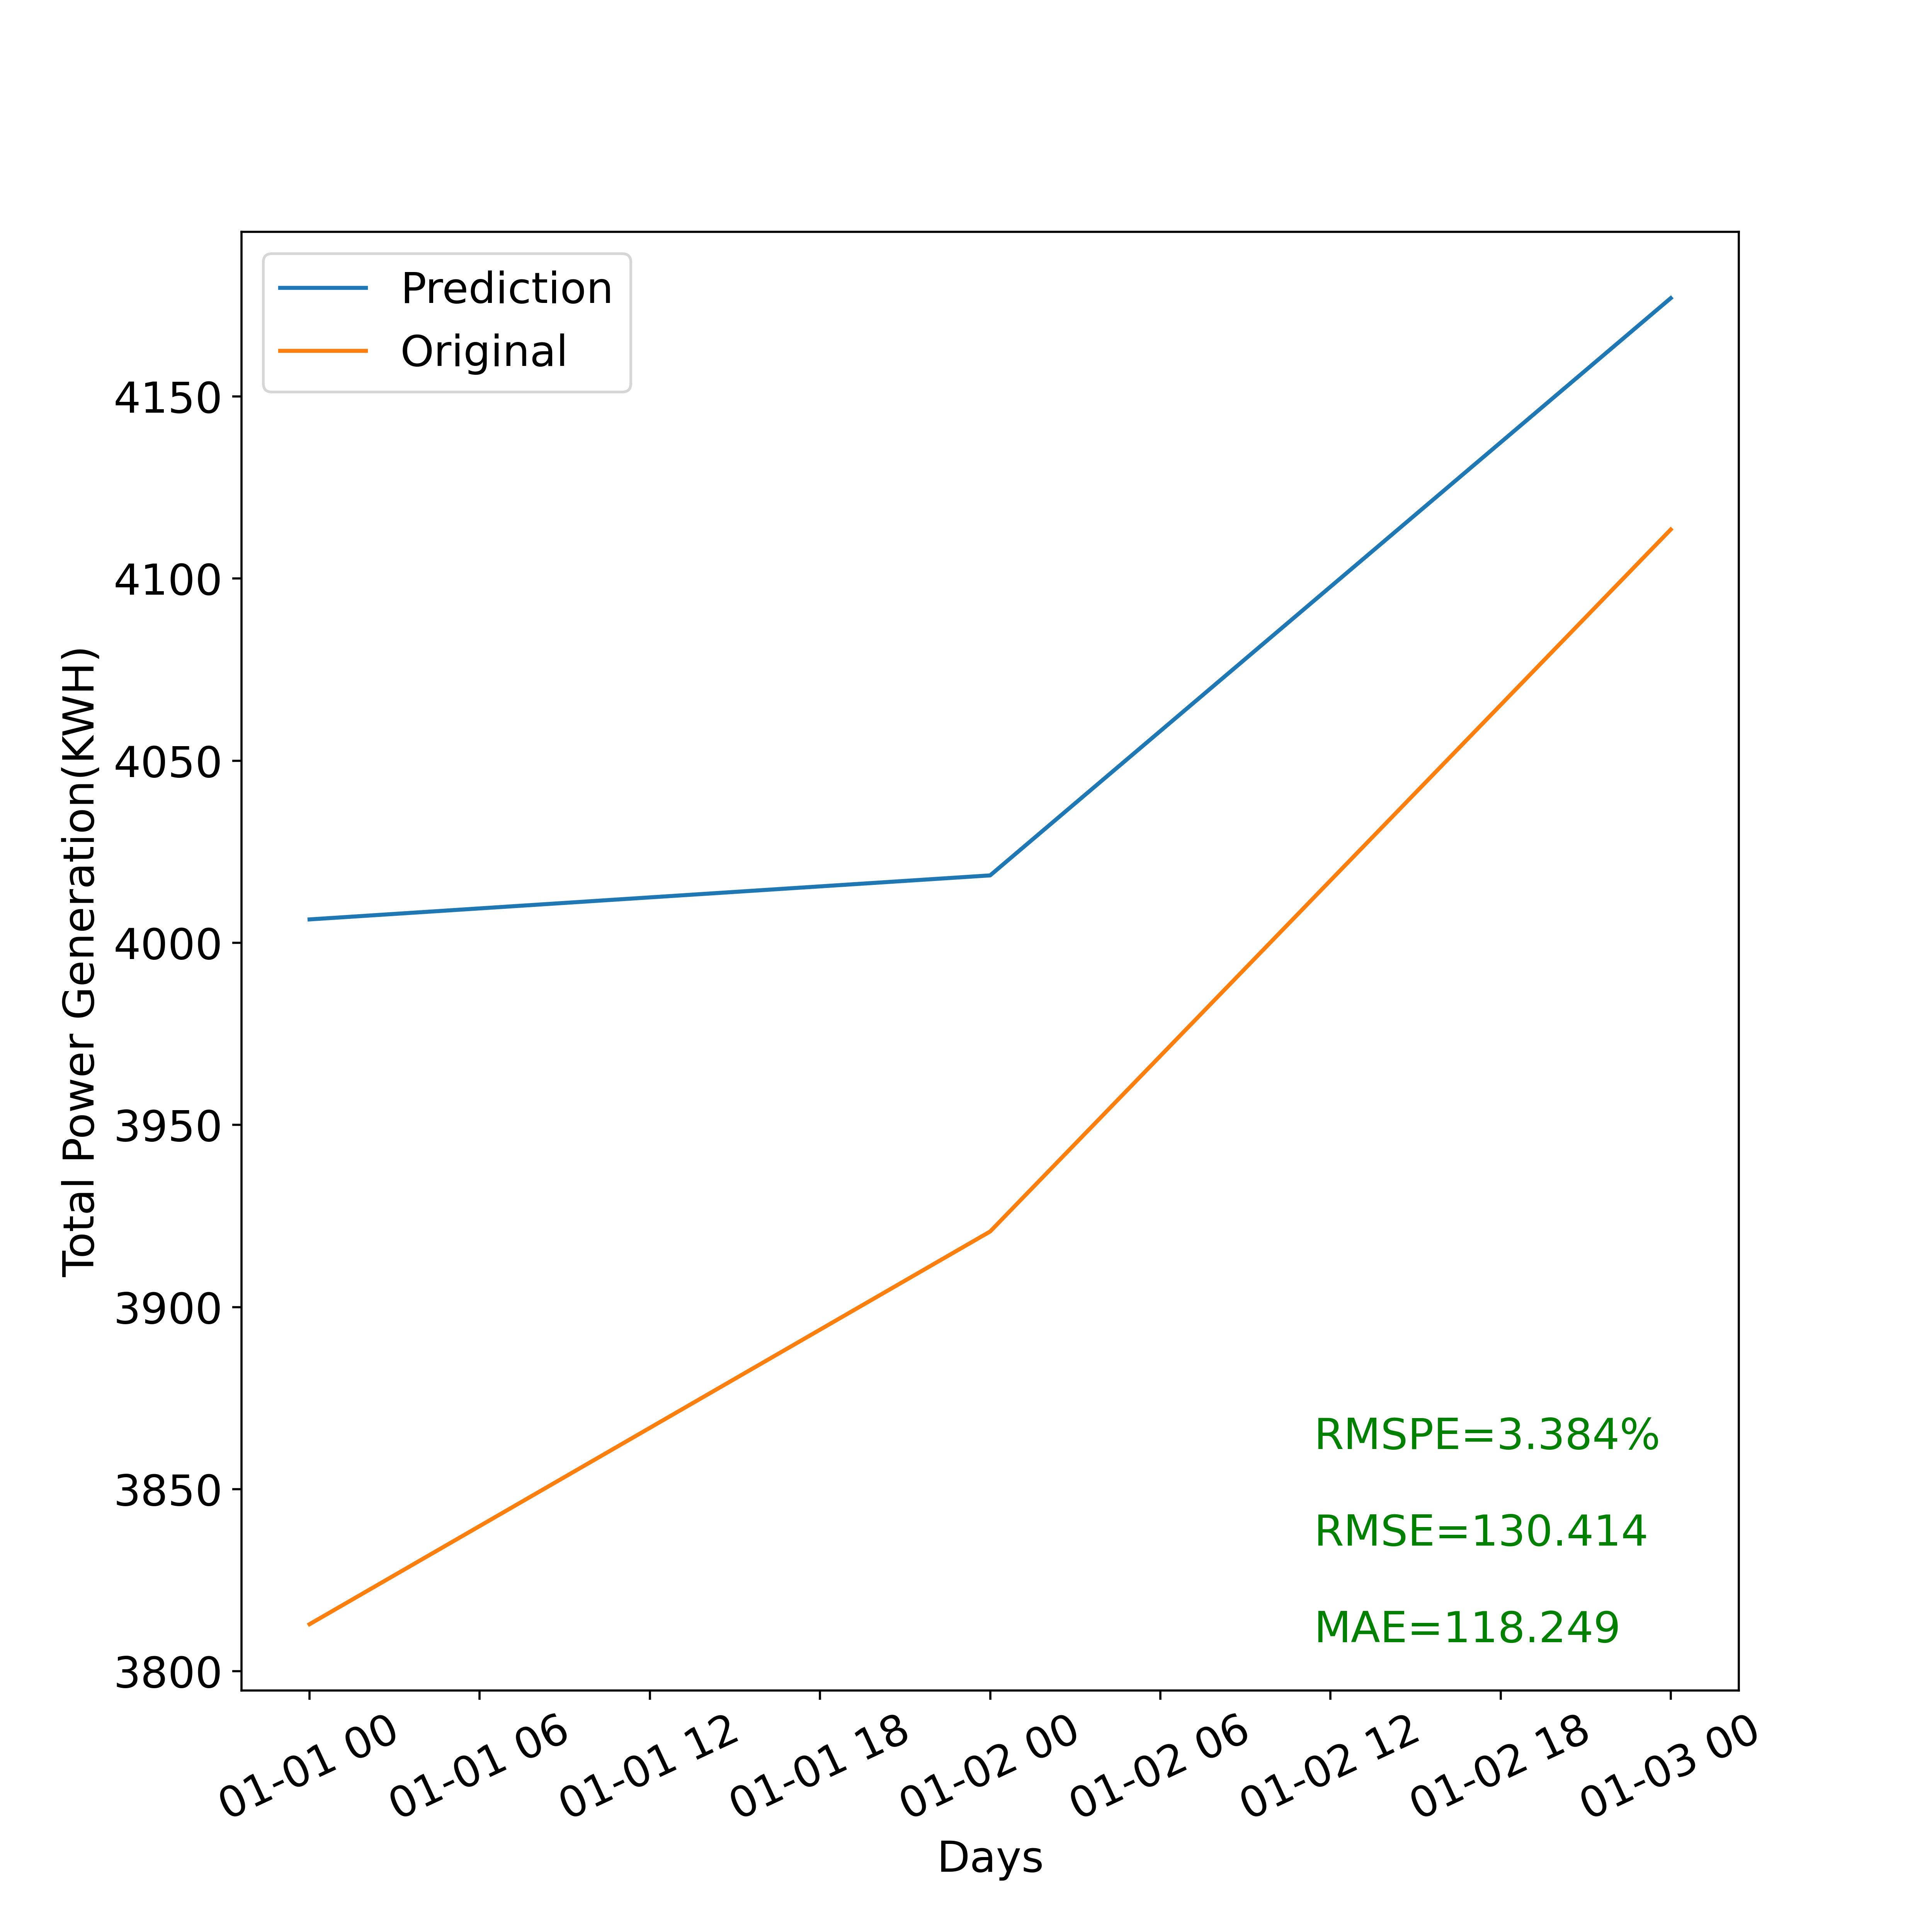 Prediction
Original
4150
4100
4050
4000
3950
3900
3850
3800
Total Power Generation(KWH)
RMSPE=3.384%
RMSE=130.414
MAE=118.249
01-01 00
01-01 06
01-01 12
01-01 18
01-02 00
01-02 06
01-02 12
01-02 18
01-03 00
Days